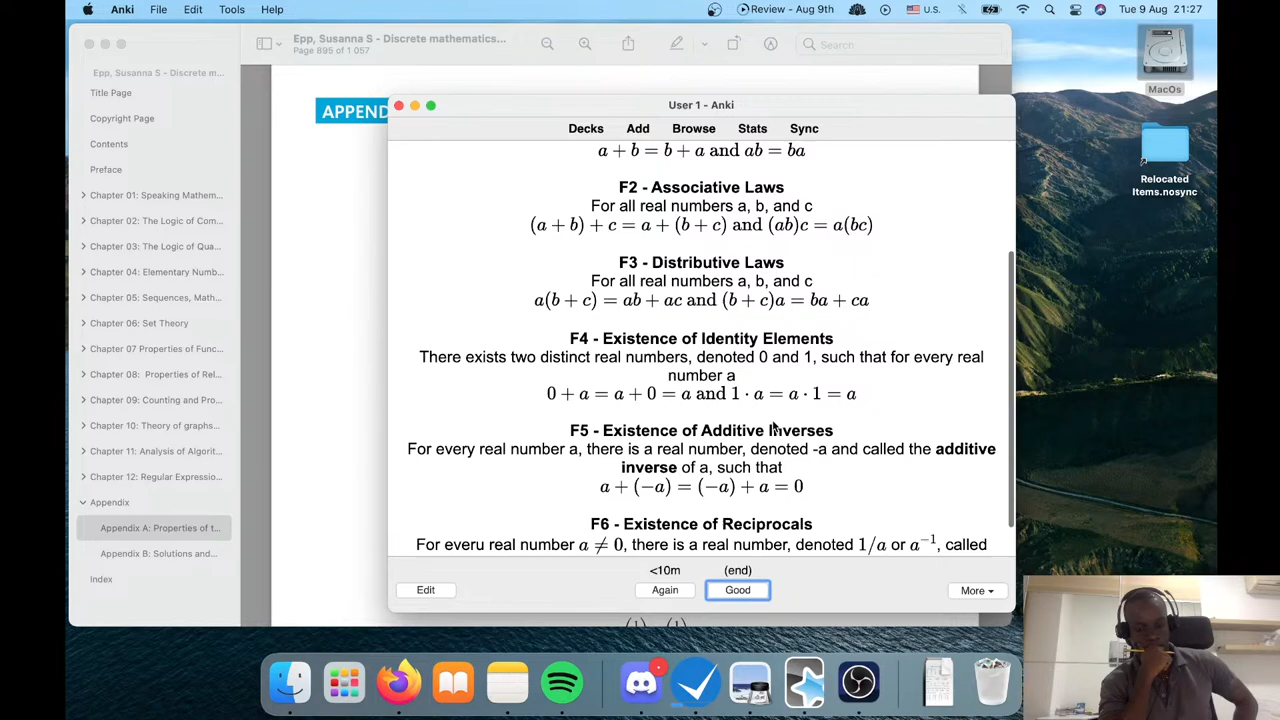 Anki File Edit Tools Help
Review - Aug 9th U.S. Tue 9 Aug 21:27
Epp, Susanna S - Discrete mathematics...
Page 895 of 1 057
Search
Epp, Susanna S - Discrete m...
Title Page
Copyright Page
Contents
Preface
Chapter 01: Speaking Mathem...
Chapter 02: The Logic of Com...
Chapter 03: The Logic of Qua...
Chapter 04: Elementary Numb...
Chapter 05: Sequences, Math...
Chapter 06: Set Theory
Chapter 07 Properties of Func...
Chapter 08: Properties of Rel...
Chapter 09: Counting and Pro...
Chapter 10: Theory of graphs...
Chapter 11: Analysis of Algorit...
Chapter 12: Regular Expressio...
Appendix
Appendix A: Properties of t...
Appendix B: Solutions and...
Index
APPEND
User 1 - Anki
Decks Add Browse Stats Sync
a + b = b + a and ab = ba
F2 - Associative Laws
For all real numbers a, b, and c
(a + b) + c = a + (b + c) and (ab)c = a(bc)
F3 - Distributive Laws
For all real numbers a, b, and c
a(b + c) = ab + ac and (b + c)a = ba + ca
F4 - Existence of Identity Elements
There exists two distinct real numbers, denoted 0 and 1, such that for every real
number a
0 + a = a + 0 = a and 1 · a = a · 1 = a
F5 - Existence of Additive Inverses
For every real number a, there is a real number, denoted -a and called the additive
inverse of a, such that
a + (−a) = (−a) + a = 0
F6 - Existence of Reciprocals
For everu real number a ≠ 0, there is a real number, denoted 1/a or a⁻¹, called
<10m (end)
Edit Again Good More
MacOs
Relocated
Items.nosync